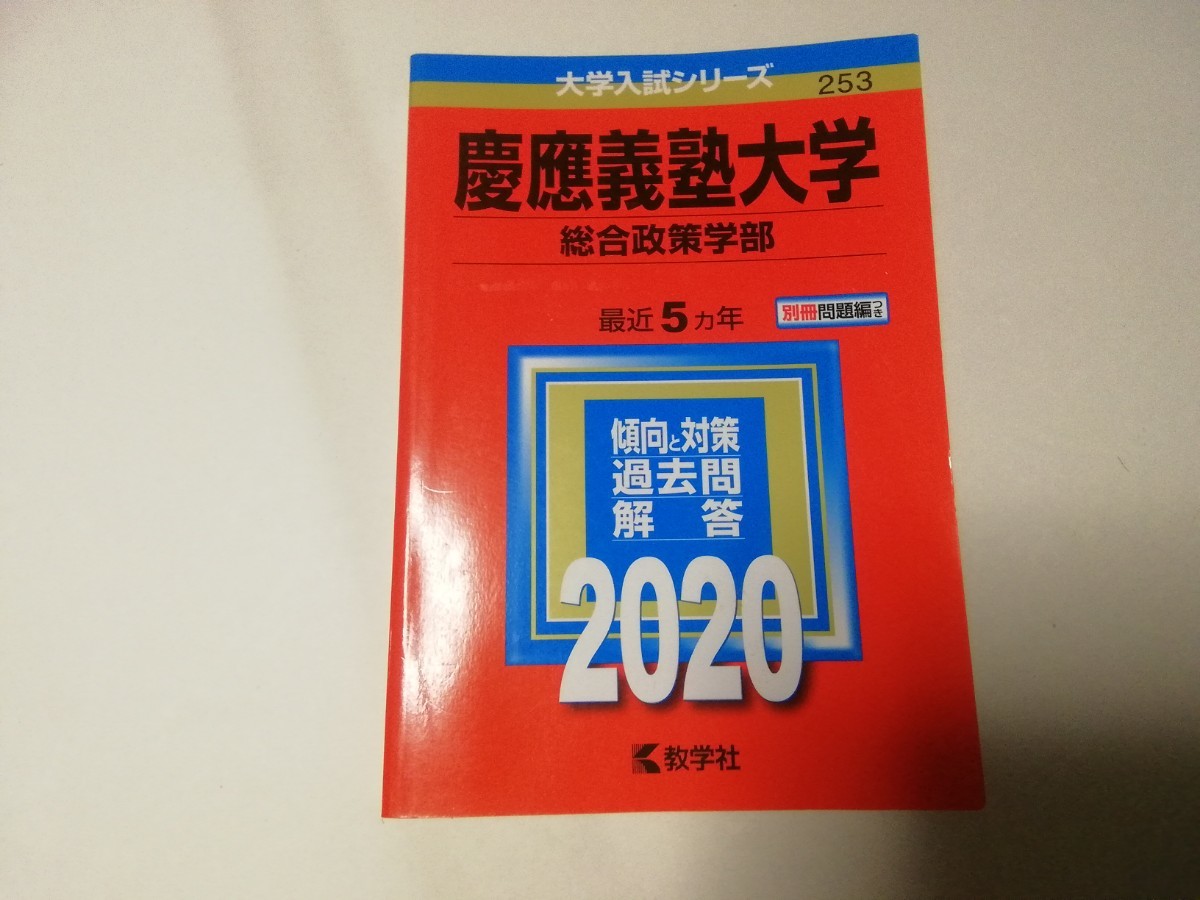 大学入試シリーズ 253
慶應義塾大学
総合政策学部
最近5ヵ年 別冊問題編つき
傾向と対策
過去問
解答
2020
教学社